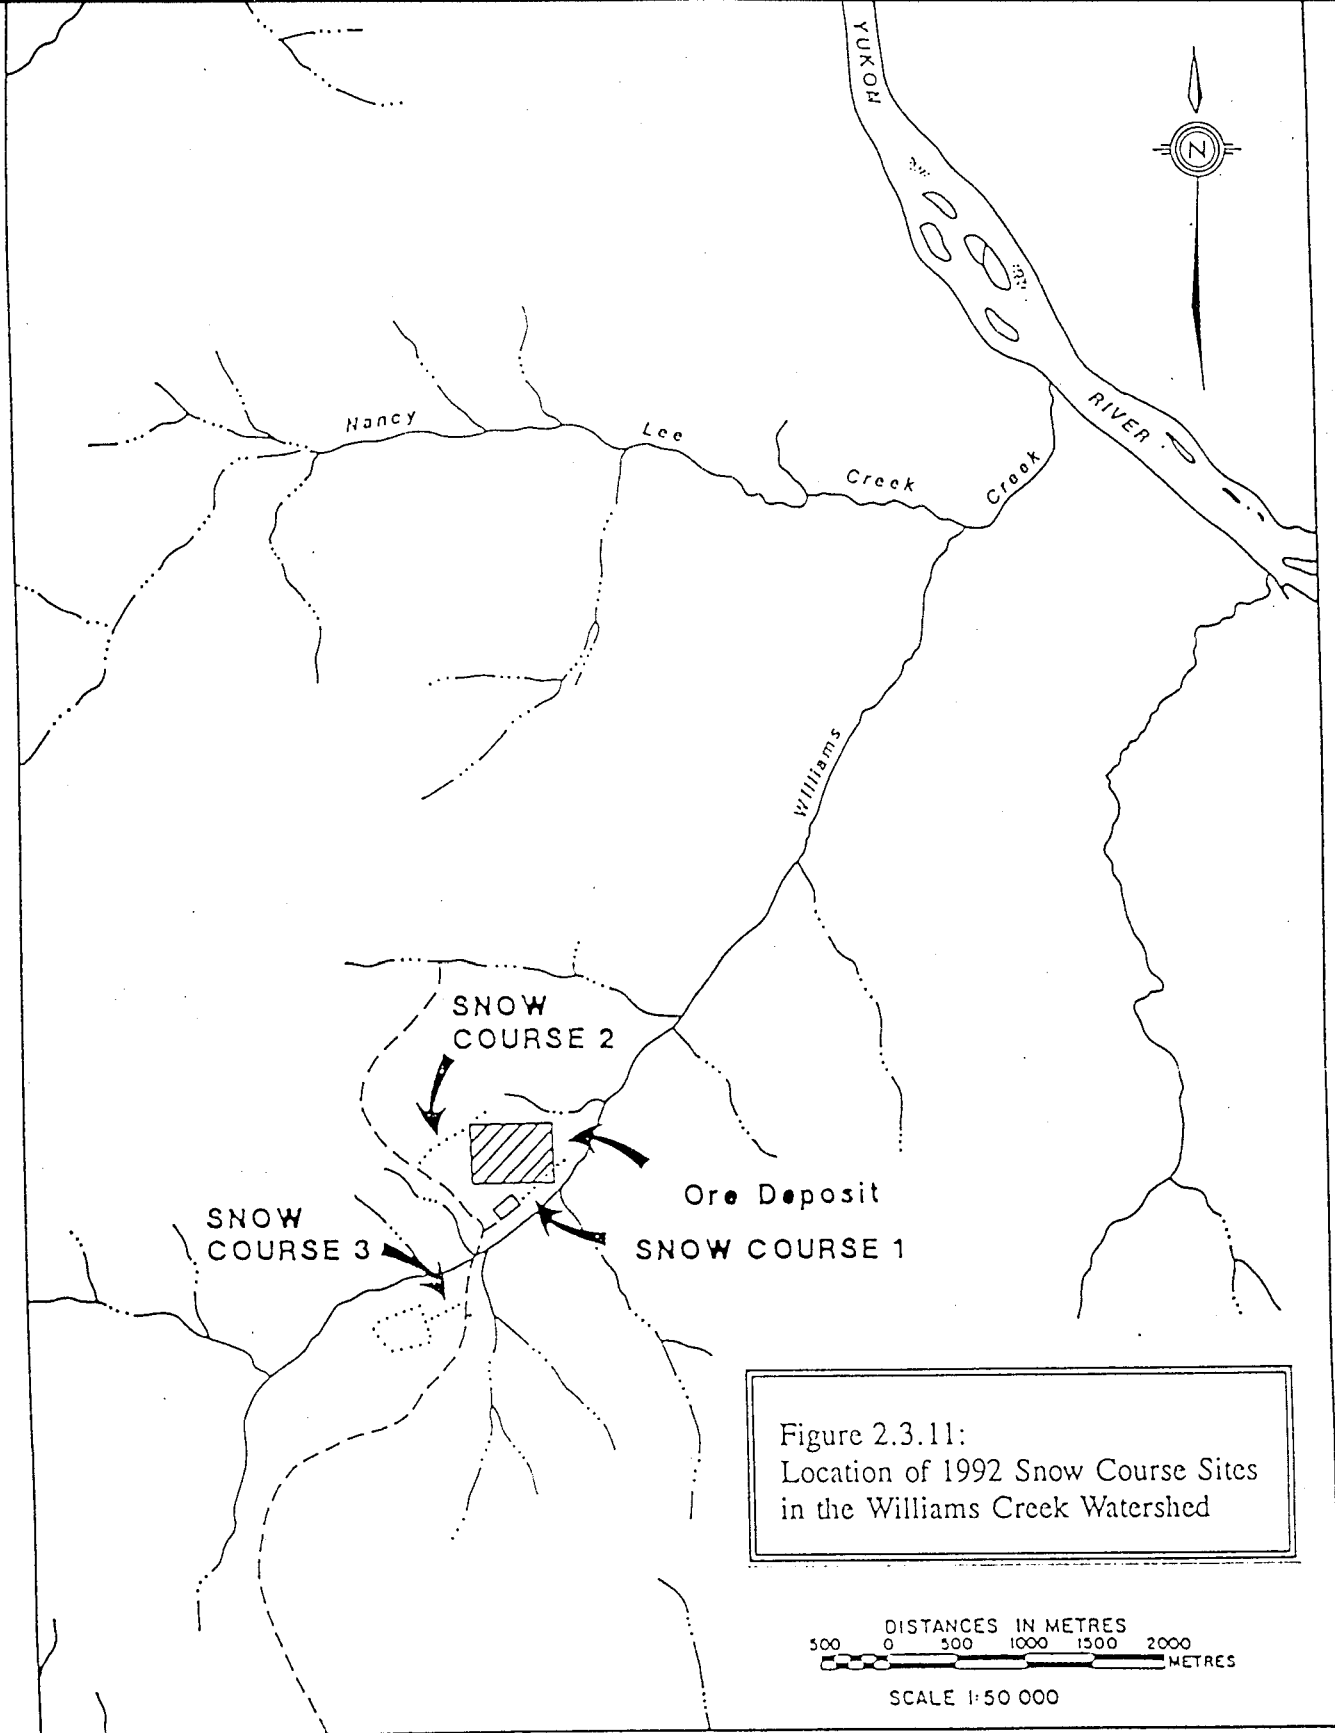 YUKON
N
RIVER
Nancy
Lee
Creek
Creek
Williams
SNOW
COURSE 2
Ore Deposit
SNOW
COURSE 3
SNOW COURSE 1
Figure 2.3.11:
Location of 1992 Snow Course Sites
in the Williams Creek Watershed
DISTANCES IN METRES
500 0 500 1000 1500 2000
METRES
SCALE 1:50 000